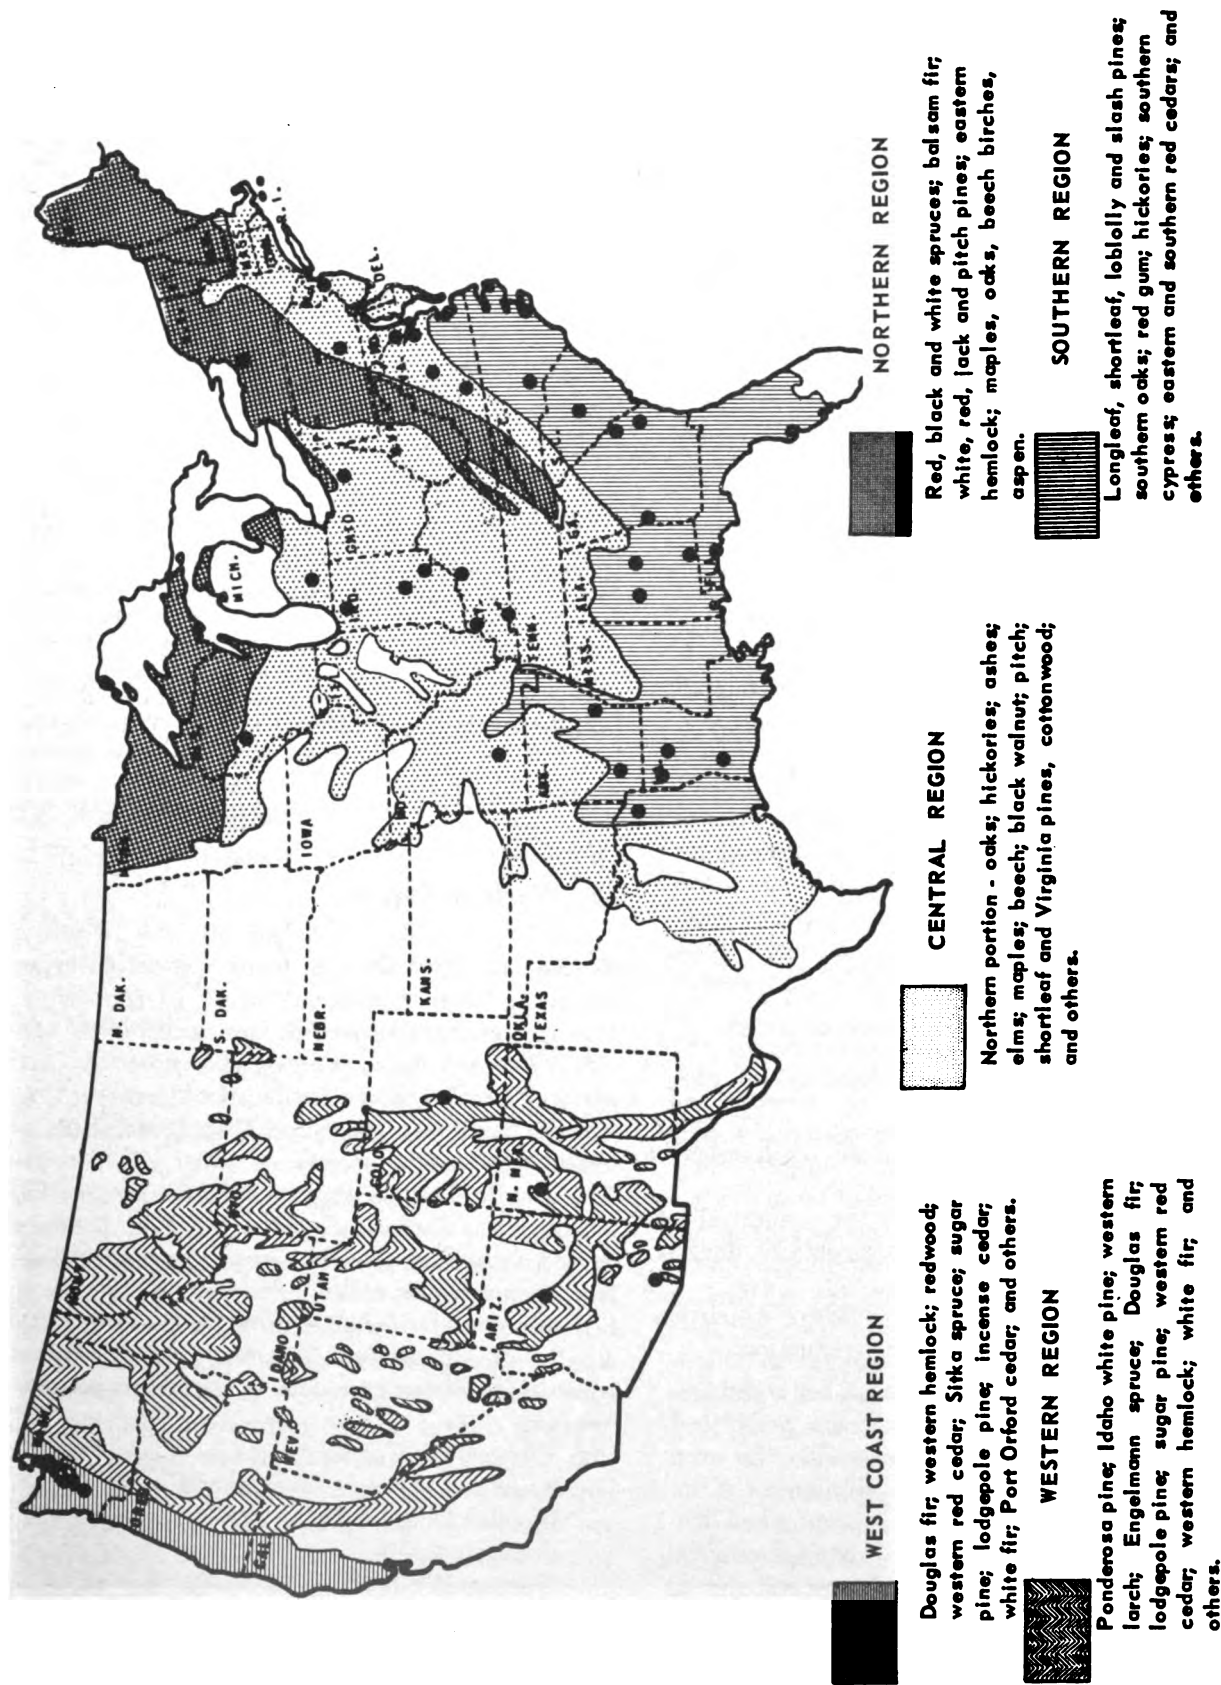 N. DAK.
S. DAK.
NEBR.
KANS.
OKLA.
TEXAS
IOWA
MO
ARK.
MICH.
OHIO
IND
TENN
MISS.
ALA.
GA.
S.C.
FLA
DEL.
R.I.
MASS
WYO.
COLO
N. MEX
ARIZ.
UTAH
IDAHO
NEV
CAL
WEST COAST REGION
Douglas fir; western hemlock; redwood;
western red cedar; Sitka spruce; sugar
pine; lodgepole pine; incense cedar;
white fir; Port Orford cedar; and others.
WESTERN REGION
Ponderosa pine; Idaho white pine; western
larch; Engelmann spruce; Douglas fir;
lodgepole pine; sugar pine; western red
cedar; western hemlock; white fir; and
others.
CENTRAL REGION
Northern portion - oaks; hickories; ashes;
elms; maples; beech; black walnut; pitch;
shortleaf and Virginia pines, cottonwood;
and others.
NORTHERN REGION
Red, black and white spruces; balsam fir;
white, red, jack and pitch pines; eastern
hemlock; maples, oaks, beech birches,
aspen.
SOUTHERN REGION
Longleaf, shortleaf, loblolly and slash pines;
southern oaks; red gum; hickories; southern
cypress; eastern and southern red cedars; and
others.